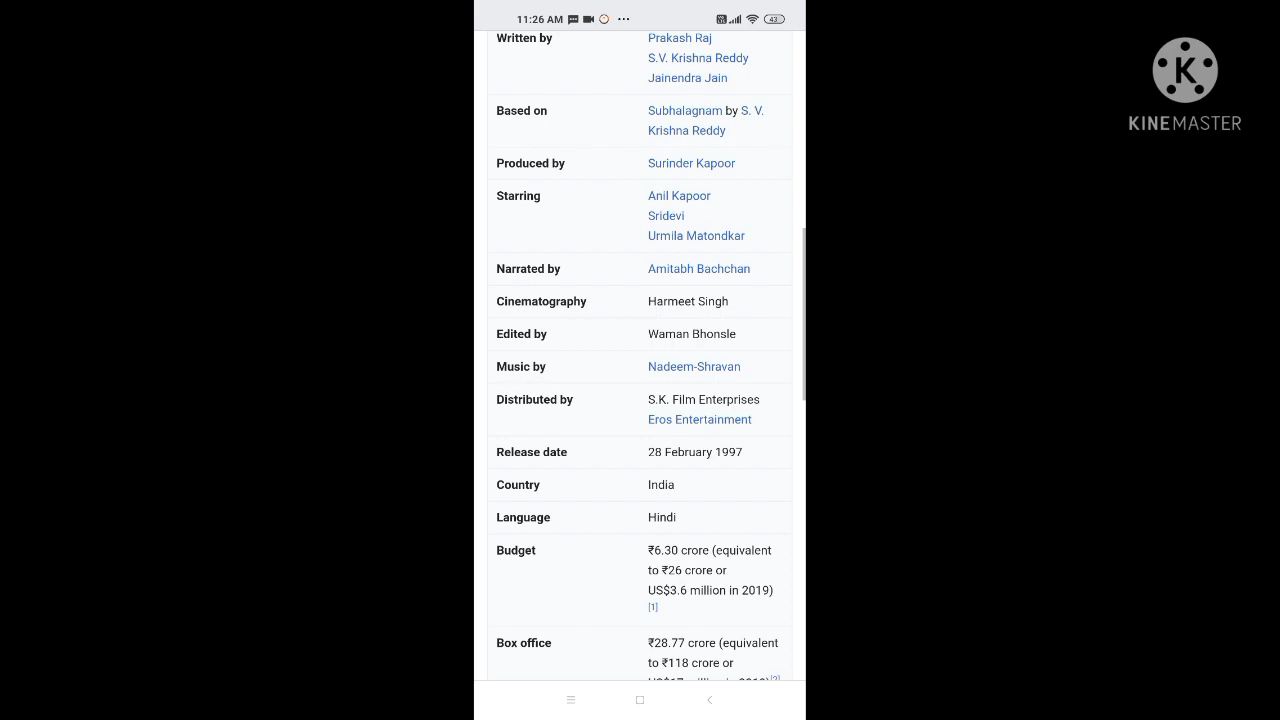 11:26 AM
43
KINEMASTER
Written by
Prakash Raj
S.V. Krishna Reddy
Jainendra Jain
Based on
Subhalagnam by S. V.
Krishna Reddy
Produced by
Surinder Kapoor
Starring
Anil Kapoor
Sridevi
Urmila Matondkar
Narrated by
Amitabh Bachchan
Cinematography
Harmeet Singh
Edited by
Waman Bhonsle
Music by
Nadeem-Shravan
Distributed by
S.K. Film Enterprises
Eros Entertainment
Release date
28 February 1997
Country
India
Language
Hindi
Budget
₹6.30 crore (equivalent
to ₹26 crore or
US$3.6 million in 2019)
[1]
Box office
₹28.77 crore (equivalent
to ₹118 crore or